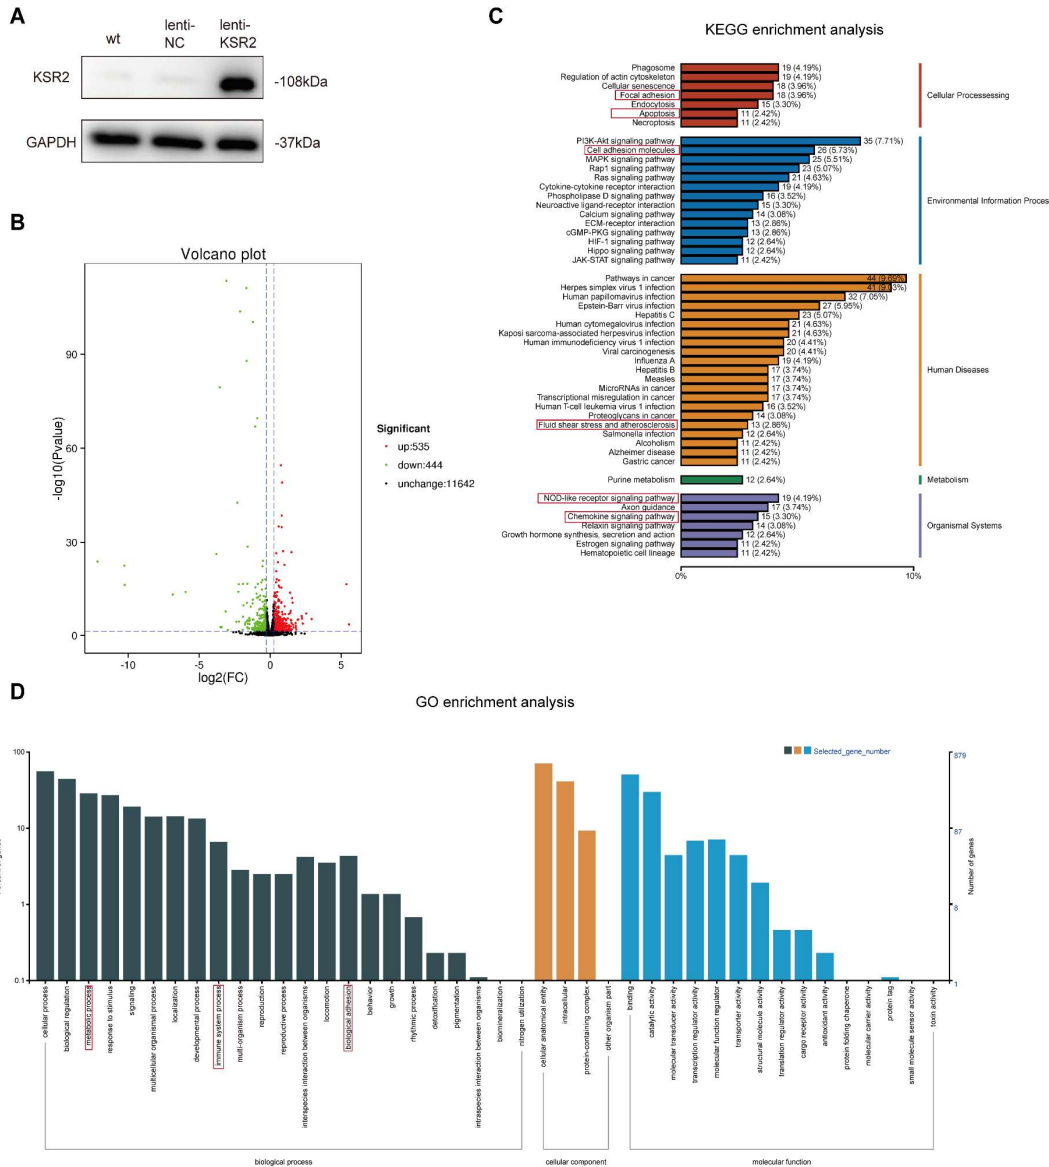 A
wt
lenti-
NC
lenti-
KSR2
KSR2
-108kDa
GAPDH
-37kDa
B
Volcano plot
-log10(Pvalue)
90
60
30
0
-10
-5
0
5
log2(FC)
Significant
up:535
down:444
unchange:11642
C
KEGG enrichment analysis
Phagosome 19 (4.19%)
Regulation of actin cytoskeleton 19 (4.19%)
Cellular senescence 18 (3.96%)
Focal adhesion 18 (3.96%)
Endocytosis 15 (3.30%)
Apoptosis 11 (2.42%)
Necroptosis 11 (2.42%)
Cellular Processessing
PI3K-Akt signaling pathway 35 (7.71%)
Cell adhesion molecules 26 (5.73%)
MAPK signaling pathway 25 (5.51%)
Rap1 signaling pathway 23 (5.07%)
Ras signaling pathway 21 (4.63%)
Cytokine-cytokine receptor interaction 19 (4.19%)
Phospholipase D signaling pathway 16 (3.52%)
Neuroactive ligand-receptor interaction 15 (3.30%)
Calcium signaling pathway 14 (3.08%)
ECM-receptor interaction 13 (2.86%)
cGMP-PKG signaling pathway 13 (2.86%)
HIF-1 signaling pathway 12 (2.64%)
Hippo signaling pathway 12 (2.64%)
JAK-STAT signaling pathway 11 (2.42%)
Environmental Information Proces
Pathways in cancer 44 (9.69%)
Herpes simplex virus 1 infection 41 (9.03%)
Human papillomavirus infection 32 (7.05%)
Epstein-Barr virus infection 27 (5.95%)
Hepatitis C 23 (5.07%)
Human cytomegalovirus infection 21 (4.63%)
Kaposi sarcoma-associated herpesvirus infection 21 (4.63%)
Human immunodeficiency virus 1 infection 20 (4.41%)
Viral carcinogenesis 20 (4.41%)
Influenza A 19 (4.19%)
Hepatitis B 17 (3.74%)
Measles 17 (3.74%)
MicroRNAs in cancer 17 (3.74%)
Transcriptional misregulation in cancer 17 (3.74%)
Human T-cell leukemia virus 1 infection 16 (3.52%)
Proteoglycans in cancer 14 (3.08%)
Fluid shear stress and atherosclerosis 13 (2.86%)
Salmonella infection 12 (2.64%)
Alcoholism 11 (2.42%)
Alzheimer disease 11 (2.42%)
Gastric cancer 11 (2.42%)
Human Diseases
Purine metabolism 12 (2.64%)
Metabolism
NOD-like receptor signaling pathway 19 (4.19%)
Axon guidance 17 (3.74%)
Chemokine signaling pathway 15 (3.30%)
Relaxin signaling pathway 14 (3.08%)
Growth hormone synthesis, secretion and action 12 (2.64%)
Estrogen signaling pathway 11 (2.42%)
Hematopoietic cell lineage 11 (2.42%)
Organismal Systems
0%
10%
D
GO enrichment analysis
Selected_gene_number
100
10
1
0.1
879
87
8
1
Number of genes
cellular process
biological regulation
metabolic process
response to stimulus
signaling
multicellular organismal process
localization
developmental process
immune system process
multi-organism process
reproduction
reproductive process
interspecies interaction between organisms
locomotion
biological adhesion
behavior
growth
rhythmic process
detoxification
pigmentation
intraspecies interaction between organisms
biomineralization
nitrogen utilization
cellular anatomical entity
intracellular
protein-containing complex
other organism part
binding
catalytic activity
molecular transducer activity
transcription regulator activity
molecular function regulator
transporter activity
structural molecule activity
translation regulator activity
cargo receptor activity
antioxidant activity
protein folding chaperone
molecular carrier activity
protein tag
small molecule sensor activity
toxin activity
biological process
cellular component
molecular function